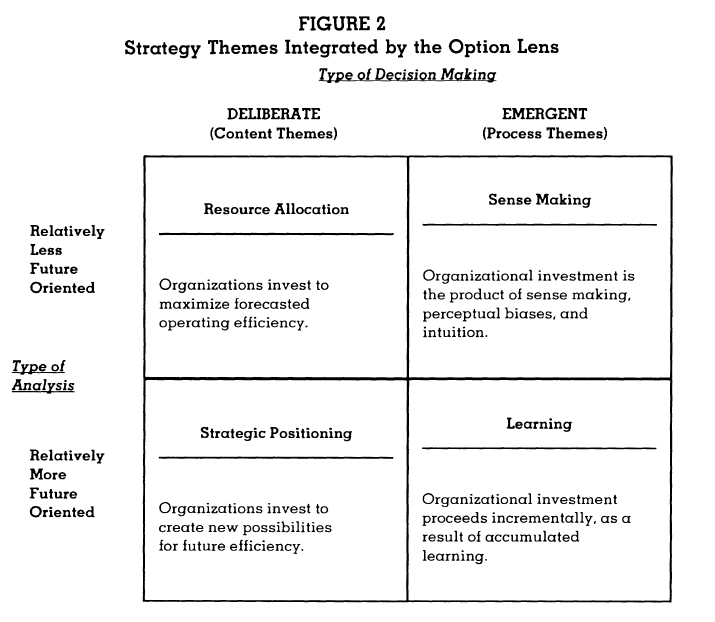 FIGURE 2
Strategy Themes Integrated by the Option Lens
Type of Decision Making
DELIBERATE
(Content Themes)
EMERGENT
(Process Themes)
Relatively
Less
Future
Oriented
Resource Allocation
Organizations invest to
maximize forecasted
operating efficiency.
Sense Making
Organizational investment is
the product of sense making,
perceptual biases, and
intuition.
Type of
Analysis
Relatively
More
Future
Oriented
Strategic Positioning
Organizations invest to
create new possibilities
for future efficiency.
Learning
Organizational investment
proceeds incrementally, as a
result of accumulated
learning.